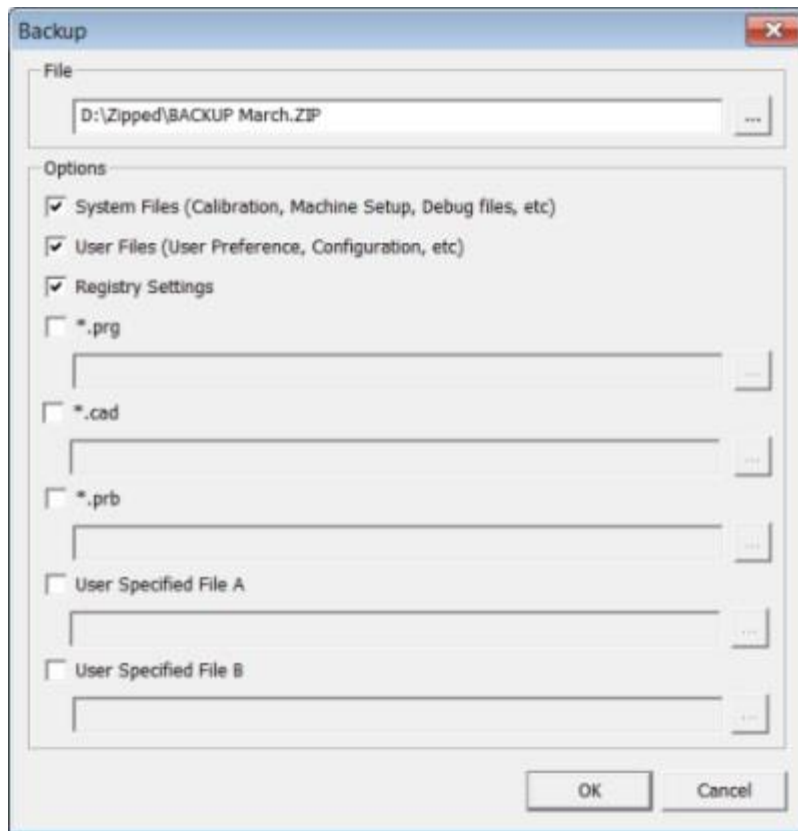 Backup
File
D:\Zipped\BACKUP March.ZIP
...
Options
System Files (Calibration, Machine Setup, Debug files, etc)
User Files (User Preference, Configuration, etc)
Registry Settings
*.prg
...
*.cad
...
*.prb
...
User Specified File A
...
User Specified File B
...
OK Cancel